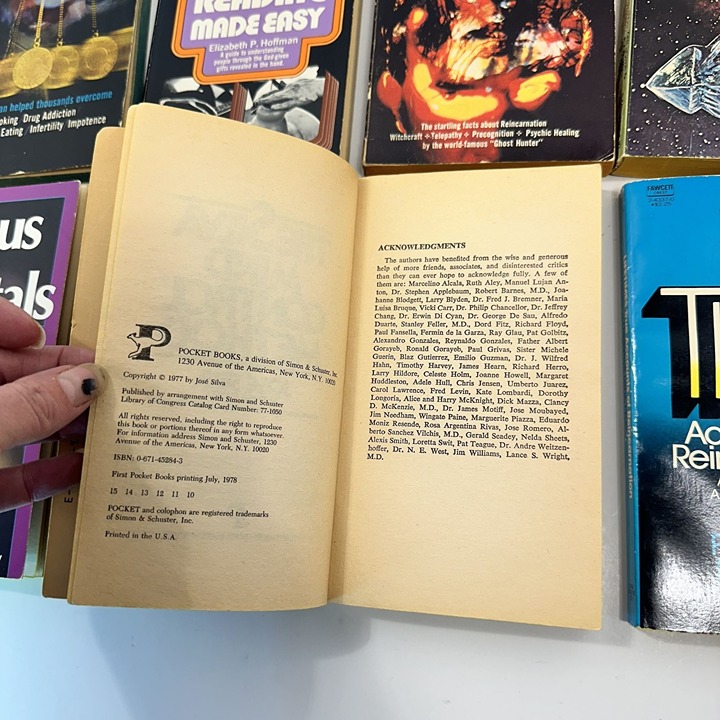 an helped thousands overcome
oking Drug Addiction
Eating / Infertility Impotence
READING
MADE EASY
Elizabeth P. Hoffman
A guide to understanding
people through the God-given
gifts revealed in the hand.
The startling facts about Reincarnation
Witchcraft + Telepathy + Precognition + Psychic Healing
by the world-famous "Ghost Hunter"
us
tals
P
POCKET BOOKS, a division of Simon & Schuster, Inc.
1230 Avenue of the Americas, New York, N.Y. 10020
Copyright © 1977 by José Silva
Published by arrangement with Simon and Schuster
Library of Congress Catalog Card Number: 77-1050
All rights reserved, including the right to reproduce
this book or portions thereof in any form whatsoever.
For information address Simon and Schuster, 1230
Avenue of the Americas, New York, N.Y. 10020
ISBN: 0-671-45284-3
First Pocket Books printing July, 1978
15 14 13 12 11 10
POCKET and colophon are registered trademarks
of Simon & Schuster, Inc.
Printed in the U.S.A.
ACKNOWLEDGMENTS
The authors have benefited from the wise and generous
help of more friends, associates, and disinterested critics
than they can ever hope to acknowledge fully. A few of
them are: Marcelino Alcala, Ruth Aley, Manuel Lujan An-
ton, Dr. Stephen Applebaum, Robert Barnes, M.D., Joa-
hanne Blodgett, Larry Blyden, Dr. Fred J. Bremner, Maria
Luisa Bruque, Vicki Carr, Dr. Philip Chancellor, Dr. Jeffrey
Chang, Dr. Erwin Di Cyan, Dr. George De Sau, Alfredo
Duarte, Stanley Feller, M.D., Dord Fitz, Richard Floyd,
Paul Fansella, Fermin de la Garza, Ray Glau, Pat Golbitz,
Alexandro Gonzales, Reynaldo Gonzales, Father Albert
Gorayeb, Ronald Gorayeb, Paul Grivas, Sister Michele
Guerin, Blaz Gutierrez, Emilio Guzman, Dr. J. Wilfred
Hahn, Timothy Harvey, James Hearn, Richard Herro,
Larry Hildore, Celeste Holm, Joanne Howell, Margaret
Huddleston, Adele Hull, Chris Jensen, Umberto Juarez,
Carol Lawrence, Fred Levin, Kate Lombardi, Dorothy
Longoria, Alice and Harry McKnight, Dick Mazza, Clancy
D. McKenzie, M.D., Dr. James Motiff, Jose Moubayed,
Jim Needham, Wingate Paine, Marguerite Piazza, Eduardo
Moniz Resende, Rosa Argentina Rivas, Jose Romero, Al-
berto Sanchez Vilchis, M.D., Gerald Seadey, Nelda Sheets,
Alexis Smith, Loretta Swit, Pat Teague, Dr. Andre Weitzen-
hoffer, Dr. N. E. West, Jim Williams, Lance S. Wright,
M.D.
FAWCETT
CREST
T
Ac
Rein
A